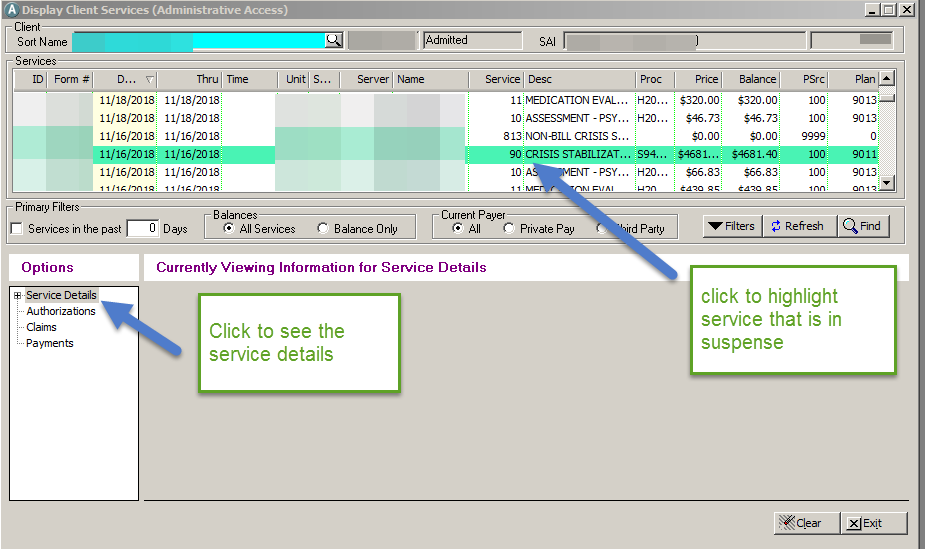 Display Client Services (Administrative Access)
Client
Sort Name Admitted SAI
Services
ID Form # D... Thru Time Unit S... Server Name Service Desc Proc Price Balance PSrc Plan
11/18/2018 11/18/2018 11 MEDICATION EVAL... H20... $320.00 $320.00 100 9013
11/18/2018 11/18/2018 10 ASSESSMENT - PSY... H20... $46.73 $46.73 100 9013
11/16/2018 11/16/2018 813 NON-BILL CRISIS S... $0.00 $0.00 9999 0
11/16/2018 11/16/2018 90 CRISIS STABILIZAT... S94... $4681... $4681.40 100 9011
11/16/2018 11/16/2018 10 ASSESSMENT - PSY... H20... $66.83 $66.83 100 9013
11/16/2018 11/16/2018 11 MEDICATION EVAL... H20... $439.85 $439.85 100 9013
Primary Filters
Services in the past 0 Days
Balances
All Services Balance Only
Current Payer
All Private Pay Third Party
Filters Refresh Find
Options
Currently Viewing Information for Service Details
Service Details
Authorizations
Claims
Payments
Click to see the
service details
click to highlight
service that is in
suspense
Clear Exit